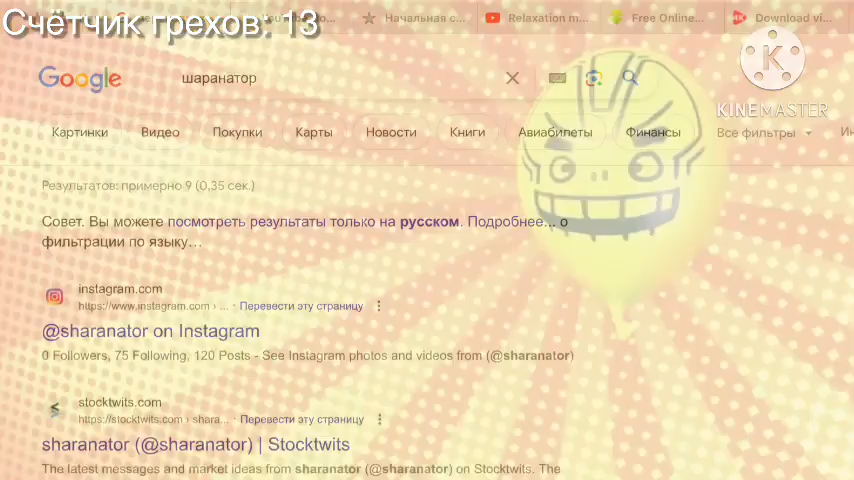 Счётчик грехов: 13
Начальная с...
Relaxation m...
Free Online...
Download vi...
Google
шаранатор
KINEMASTER
Картинки
Видео
Покупки
Карты
Новости
Книги
Авиабилеты
Финансы
Все фильтры
Результатов: примерно 9 (0,35 сек.)
Совет. Вы можете посмотреть результаты только на русском. Подробнее... о
фильтрации по языку…
instagram.com
https://www.instagram.com › ... · Перевести эту страницу
@sharanator on Instagram
0 Followers, 75 Following, 120 Posts - See Instagram photos and videos from (@sharanator)
stocktwits.com
https://stocktwits.com › shara... · Перевести эту страницу
sharanator (@sharanator) | Stocktwits
The latest messages and market ideas from sharanator (@sharanator) on Stocktwits. The